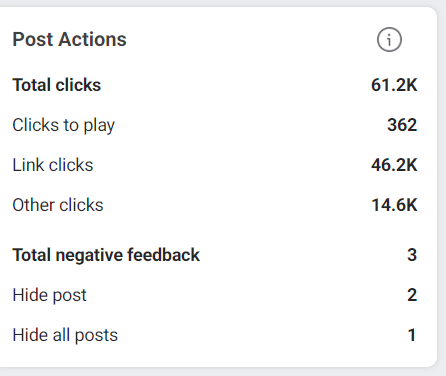 Post Actions
Total clicks 61.2K
Clicks to play 362
Link clicks 46.2K
Other clicks 14.6K
Total negative feedback 3
Hide post 2
Hide all posts 1